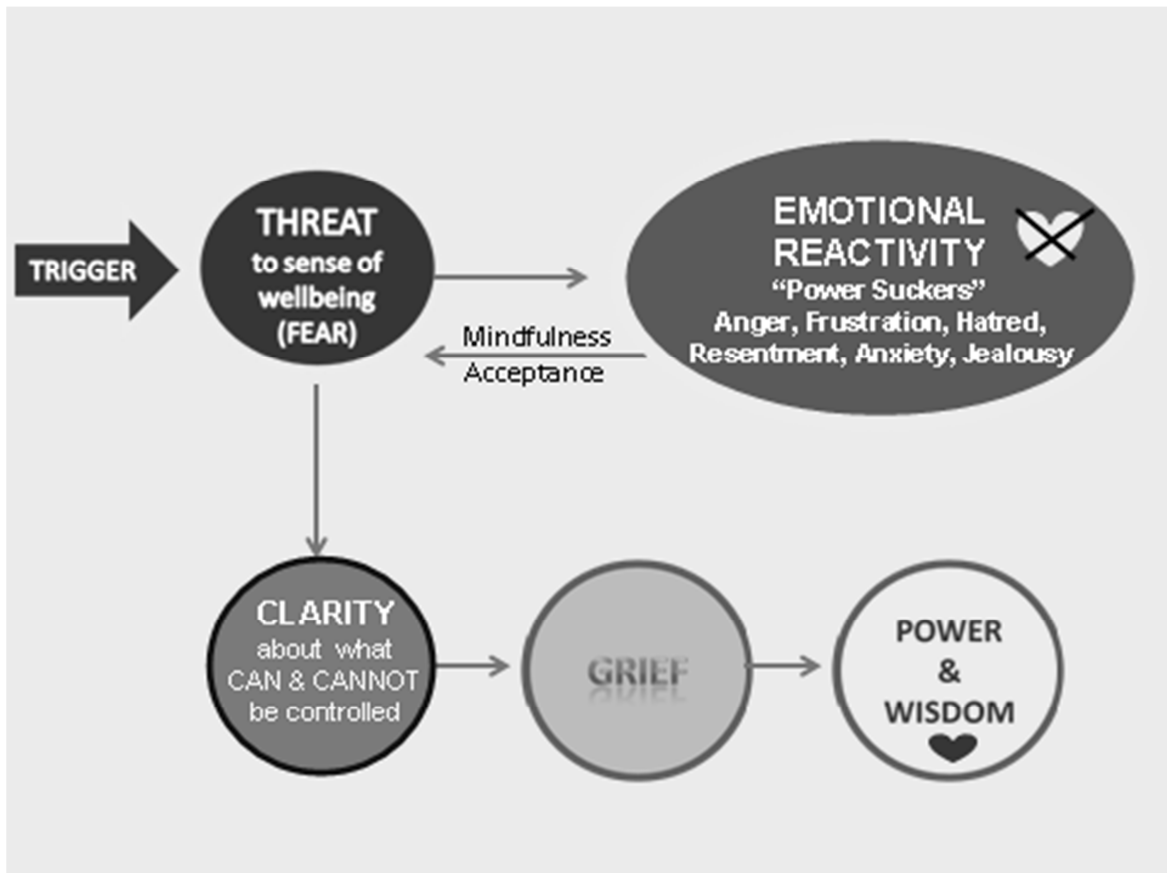 TRIGGER
THREAT
to sense of
wellbeing
(FEAR)
EMOTIONAL
REACTIVITY
“Power Suckers”
Anger, Frustration, Hatred,
Resentment, Anxiety, Jealousy
Mindfulness
Acceptance
CLARITY
about what
CAN & CANNOT
be controlled
GRIEF
POWER
&
WISDOM